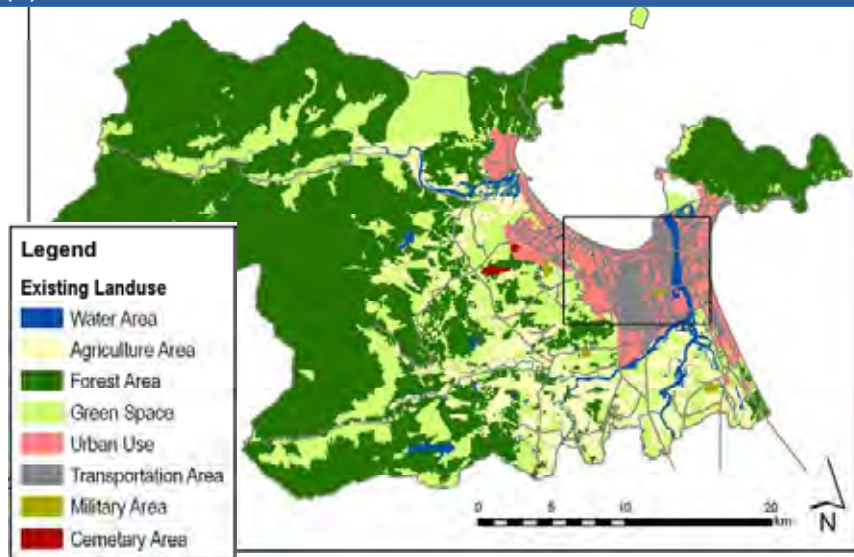 Legend
Existing Landuse
Water Area
Agriculture Area
Forest Area
Green Space
Urban Use
Transportation Area
Military Area
Cemetary Area
0 5 10 20
km
N